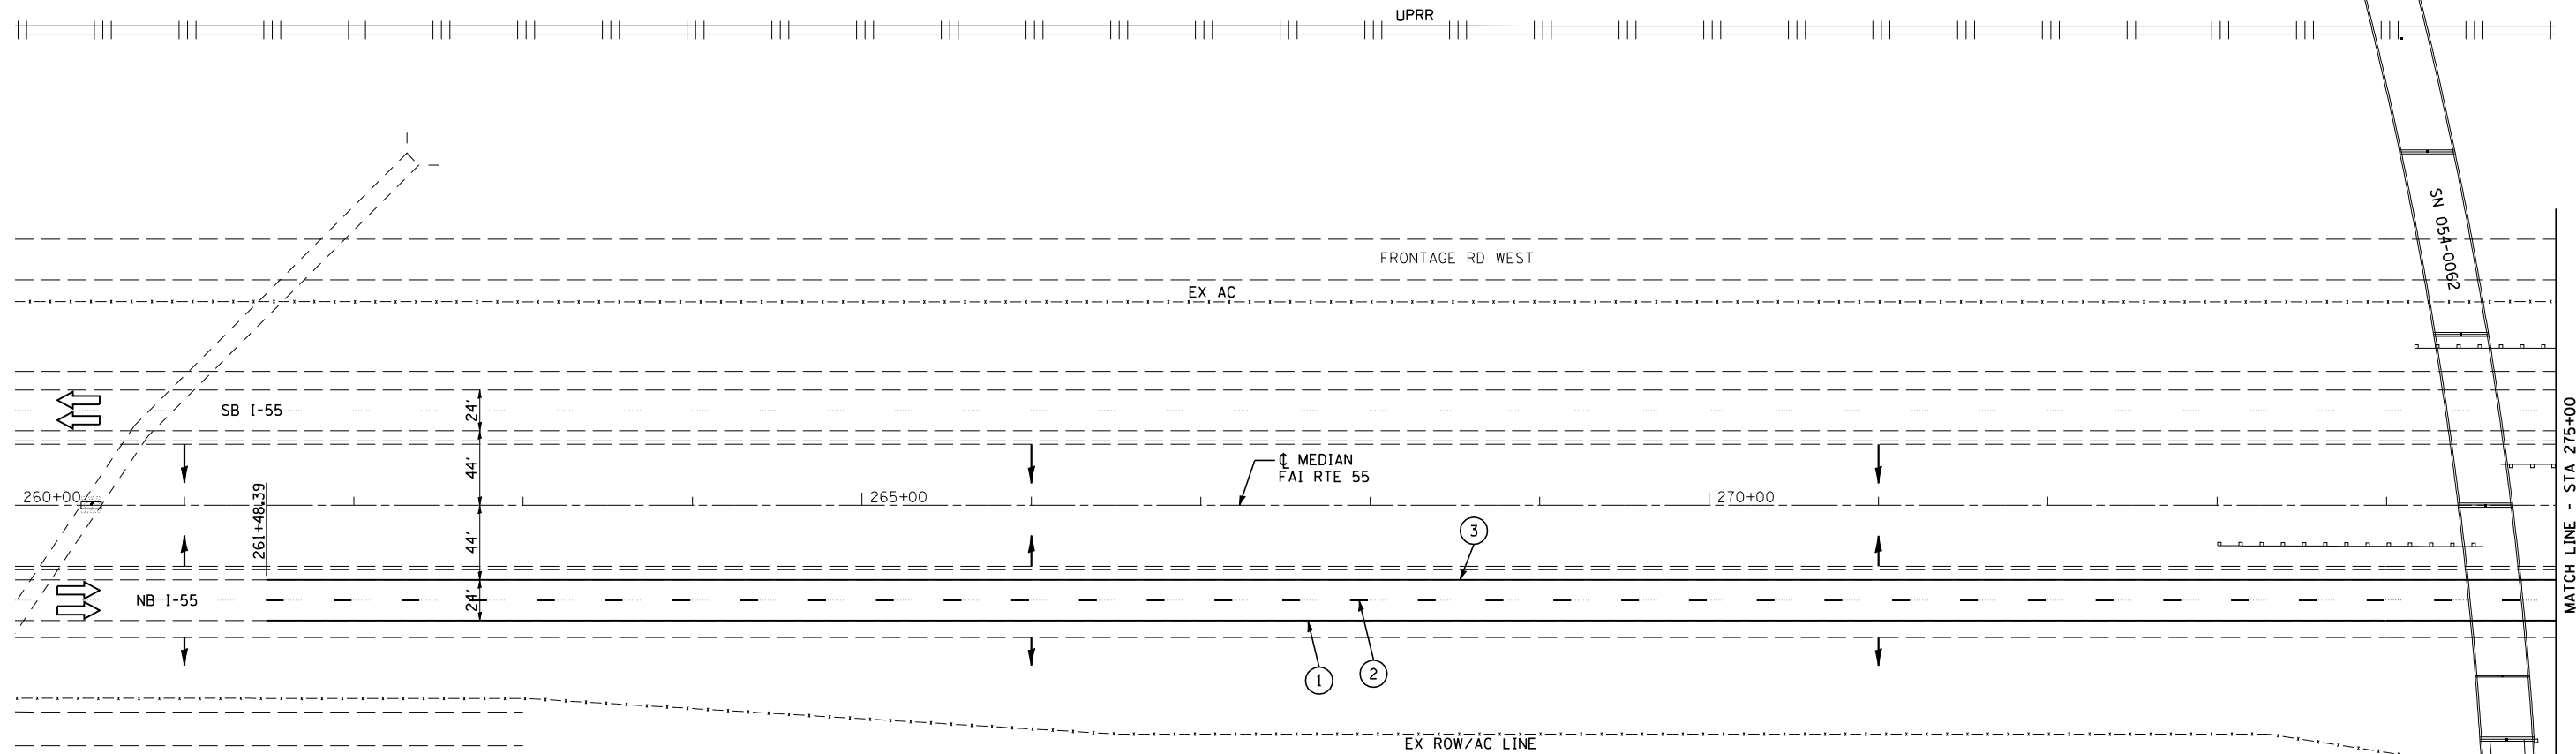 UPRR
SN 054-0062
FRONTAGE RD WEST
EX AC
SB I-55
24'
44'
℄ MEDIAN
FAI RTE 55
260+00
265+00
270+00
261+48.39
44'
3
NB I-55
24'
1
2
EX ROW/AC LINE
MATCH LINE - STA 275+00